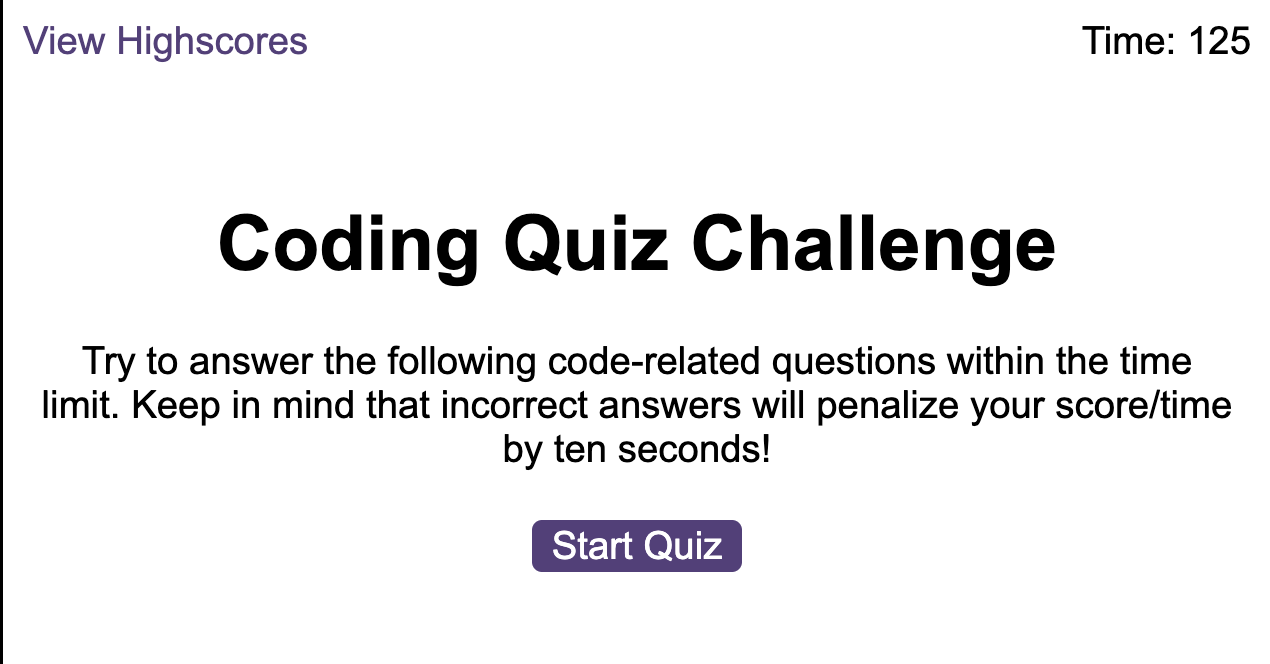 View Highscores
Time: 125
Coding Quiz Challenge
Try to answer the following code-related questions within the time
limit. Keep in mind that incorrect answers will penalize your score/time
by ten seconds!
Start Quiz